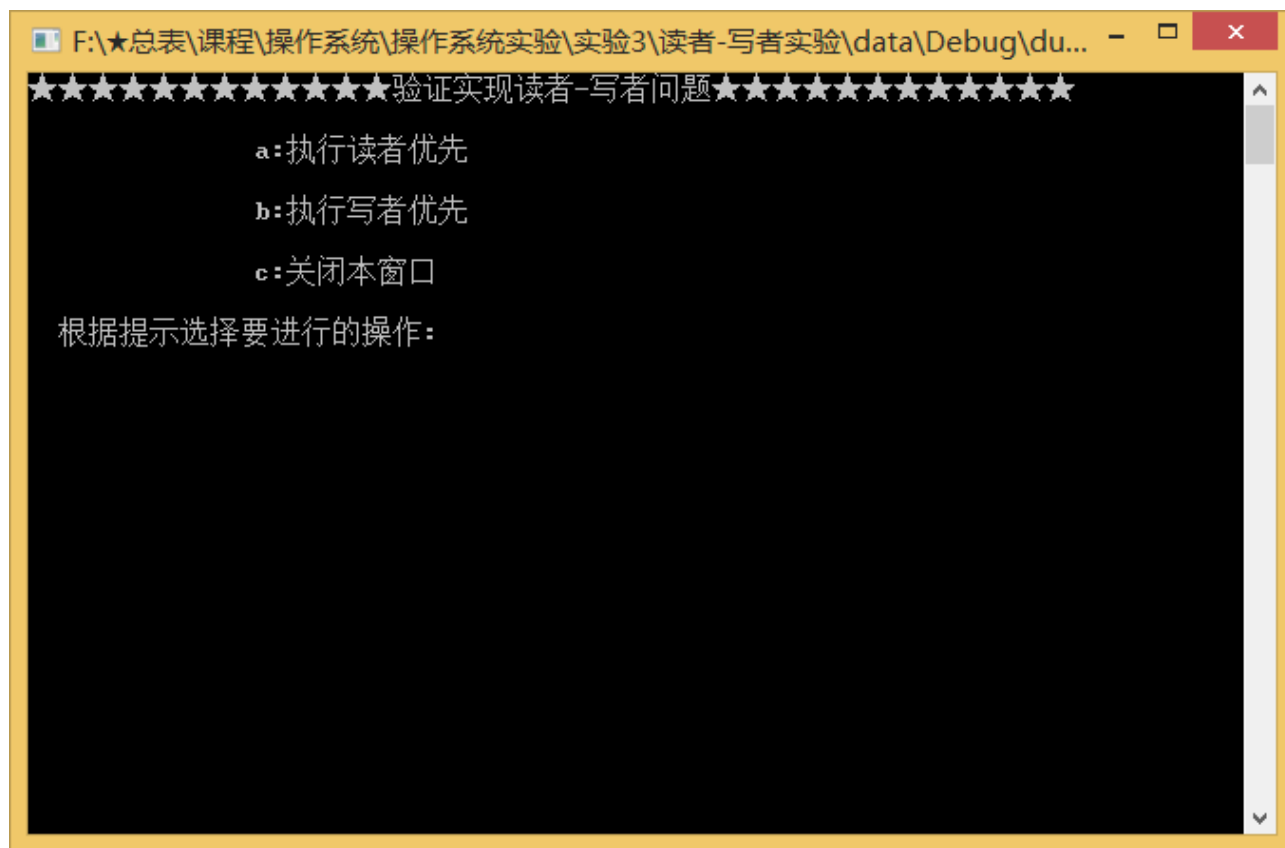 F:\★总表\课程\操作系统\操作系统实验\实验3\读者-写者实验\data\Debug\du...
★★★★★★★★★★★★验证实现读者-写者问题★★★★★★★★★★★★
a:执行读者优先
b:执行写者优先
c:关闭本窗口
根据提示选择要进行的操作: